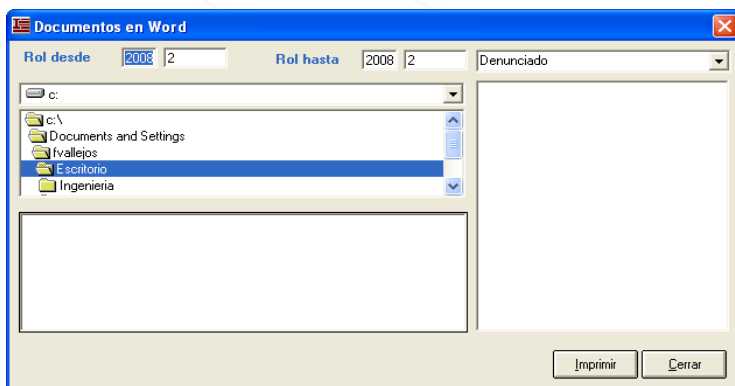 Documentos en Word
Rol desde 2008 2 Rol hasta 2008 2 Denunciado
c:
c:\
Documents and Settings
fvallejos
Escritorio
Ingenieria
Imprimir Cerrar